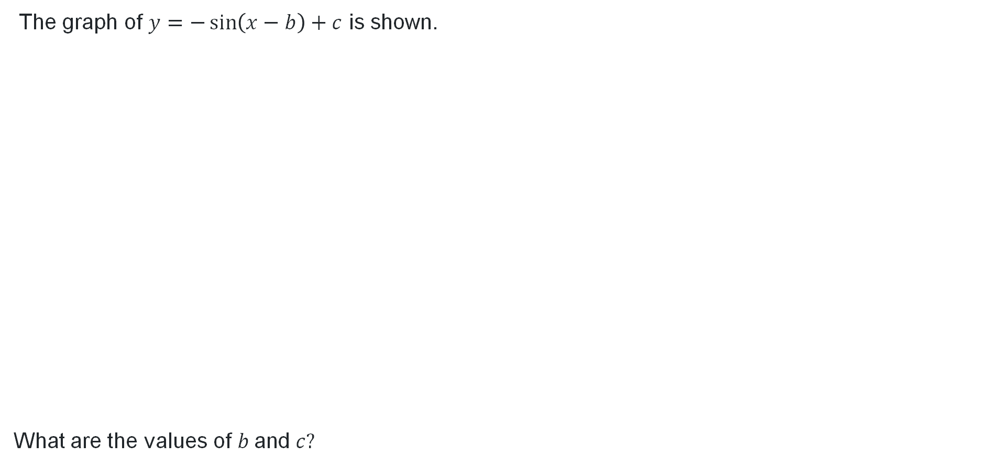 The graph of y = − sin(x − b) + c is shown.
What are the values of b and c?